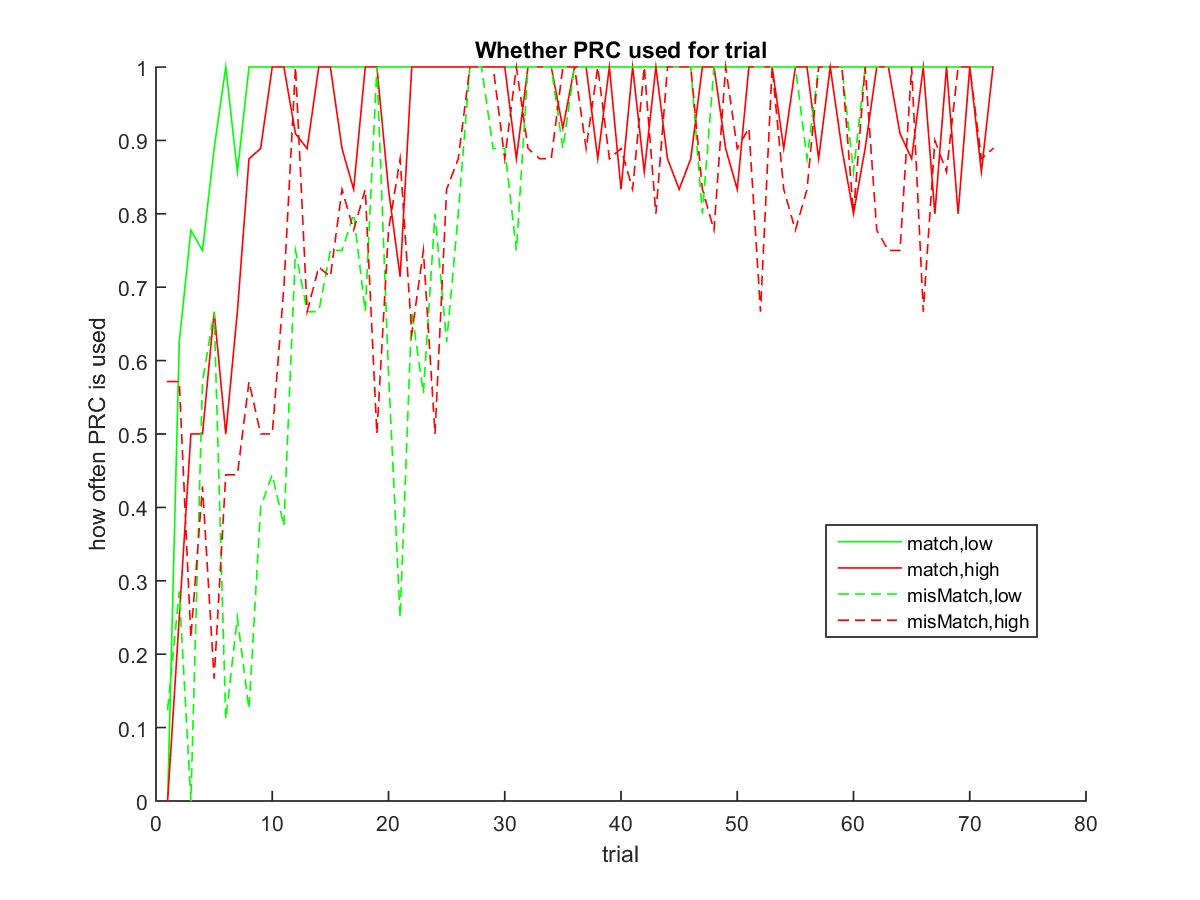 Whether PRC used for trial
1
0.9
0.8
0.7
0.6
0.5
0.4
0.3
0.2
0.1
0
how often PRC is used
0 10 20 30 40 50 60 70 80
trial
match,low
match,high
misMatch,low
misMatch,high